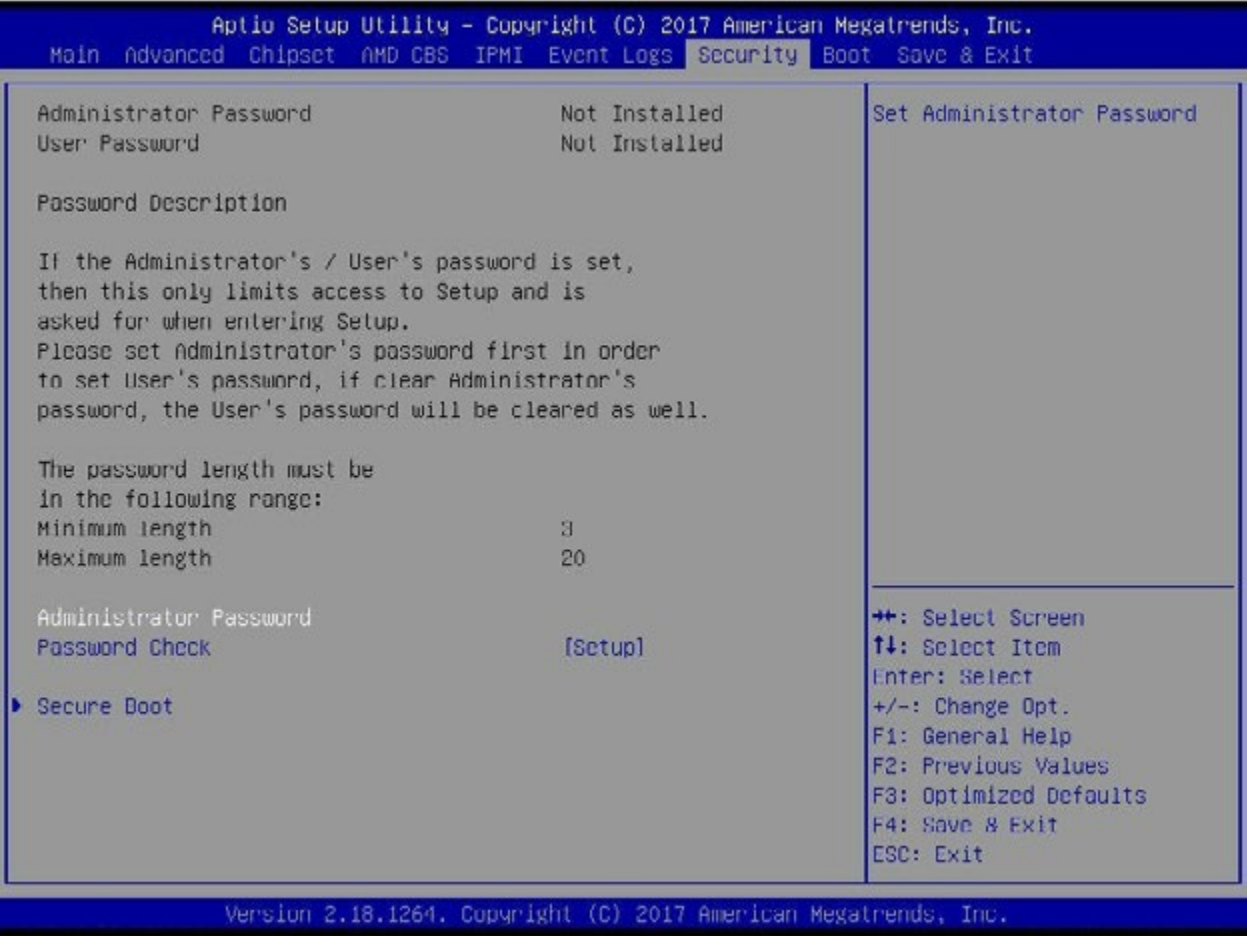 Aptio Setup Utility – Copyright (C) 2017 American Megatrends, Inc.
Main Advanced Chipset AMD CBS IPMI Event Logs Security Boot Save & Exit
Administrator Password Not Installed
User Password Not Installed
Password Description
If the Administrator's / User's password is set,
then this only limits access to Setup and is
asked for when entering Setup.
Please set Administrator's password first in order
to set User's password, if clear Administrator's
password, the User's password will be cleared as well.
The password length must be
in the following range:
Minimum length 3
Maximum length 20
Administrator Password
Password Check [Setup]
Secure Boot
Set Administrator Password
→←: Select Screen
↑↓: Select Item
Enter: Select
+/-: Change Opt.
F1: General Help
F2: Previous Values
F3: Optimized Defaults
F4: Save & Exit
ESC: Exit
Version 2.18.1264. Copyright (C) 2017 American Megatrends, Inc.